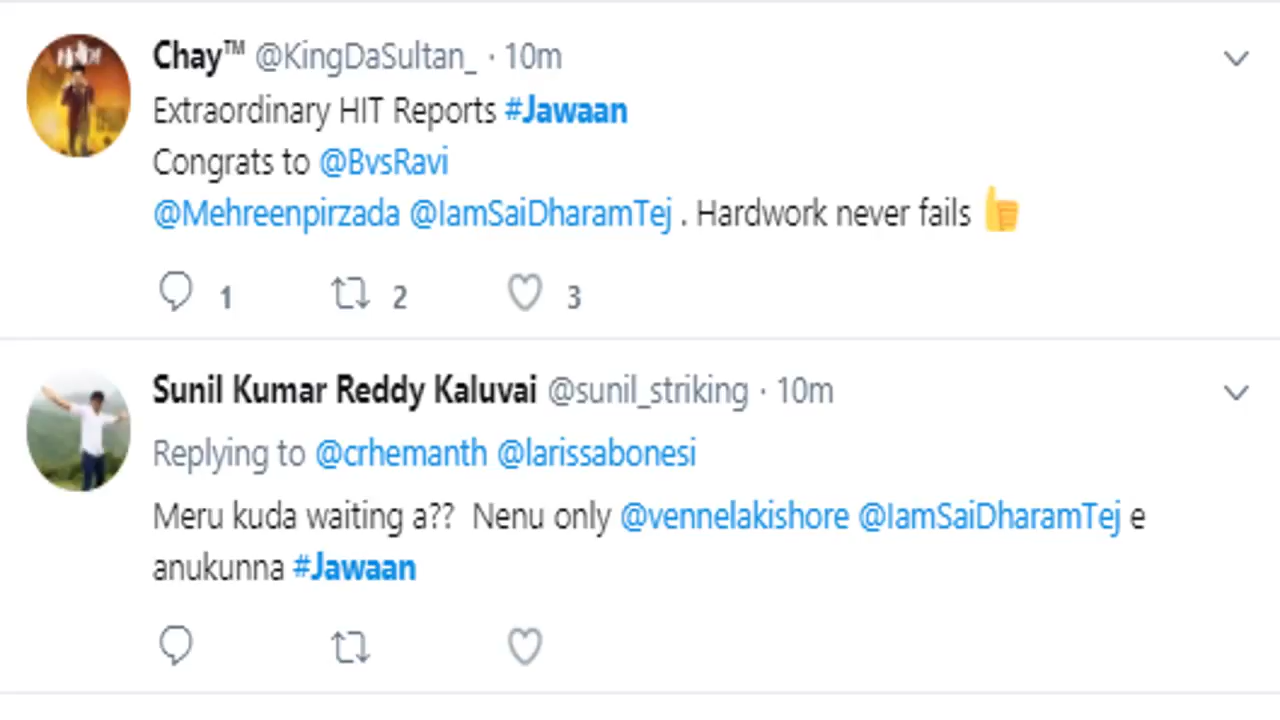 Chay™ @KingDaSultan_ · 10m
Extraordinary HIT Reports #Jawaan
Congrats to @BvsRavi
@Mehreenpirzada @IamSaiDharamTej . Hardwork never fails 👍
1 2 3
Sunil Kumar Reddy Kaluvai @sunil_striking · 10m
Replying to @crhemanth @larissabonesi
Meru kuda waiting a?? Nenu only @vennelakishore @IamSaiDharamTej e
anukunna #Jawaan